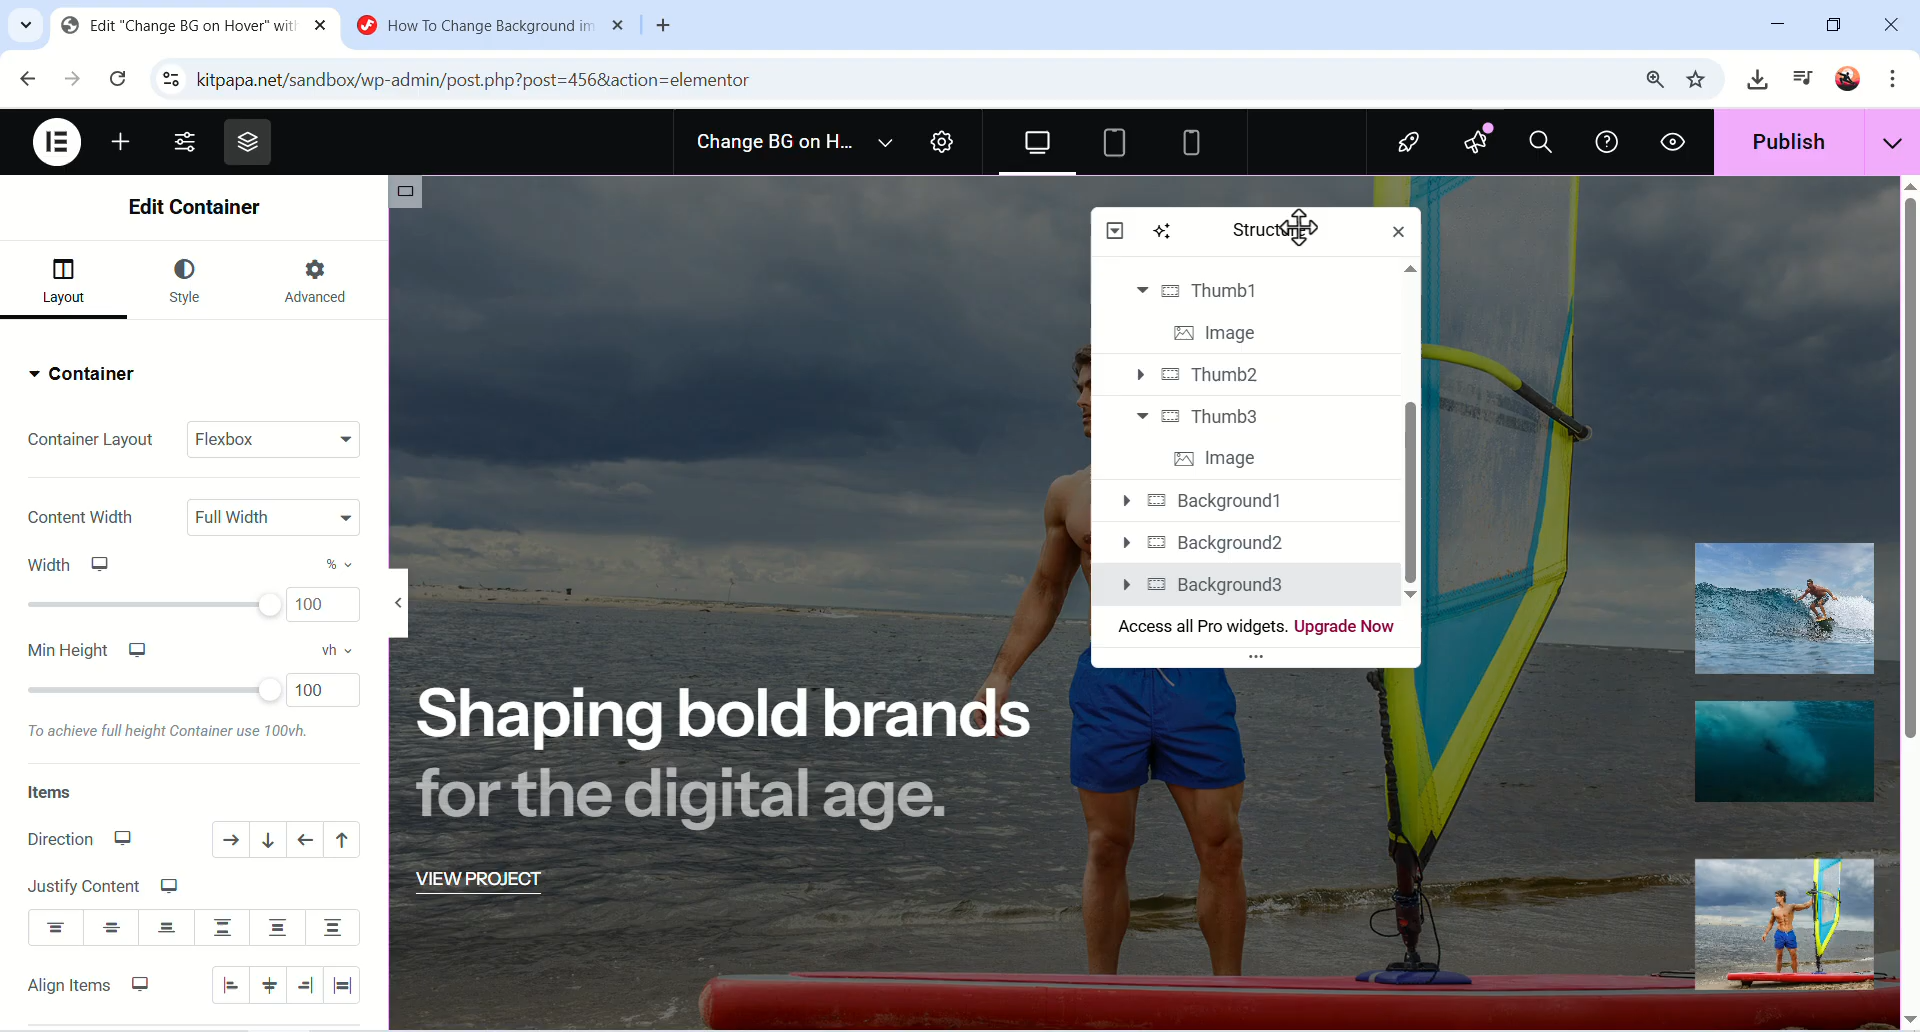 Edit "Change BG on Hover" with
How To Change Background im
kitpapa.net/sandbox/wp-admin/post.php?post=456&action=elementor
Change BG on H...
Publish
Edit Container
Layout
Style
Advanced
Container
Container Layout
Flexbox
Content Width
Full Width
Width
%
100
Min Height
vh
100
To achieve full height Container use 100vh.
Items
Direction
Justify Content
Align Items
Structure
Thumb1
Image
Thumb2
Thumb3
Image
Background1
Background2
Background3
Access all Pro widgets. Upgrade Now
Shaping bold brands
for the digital age.
VIEW PROJECT